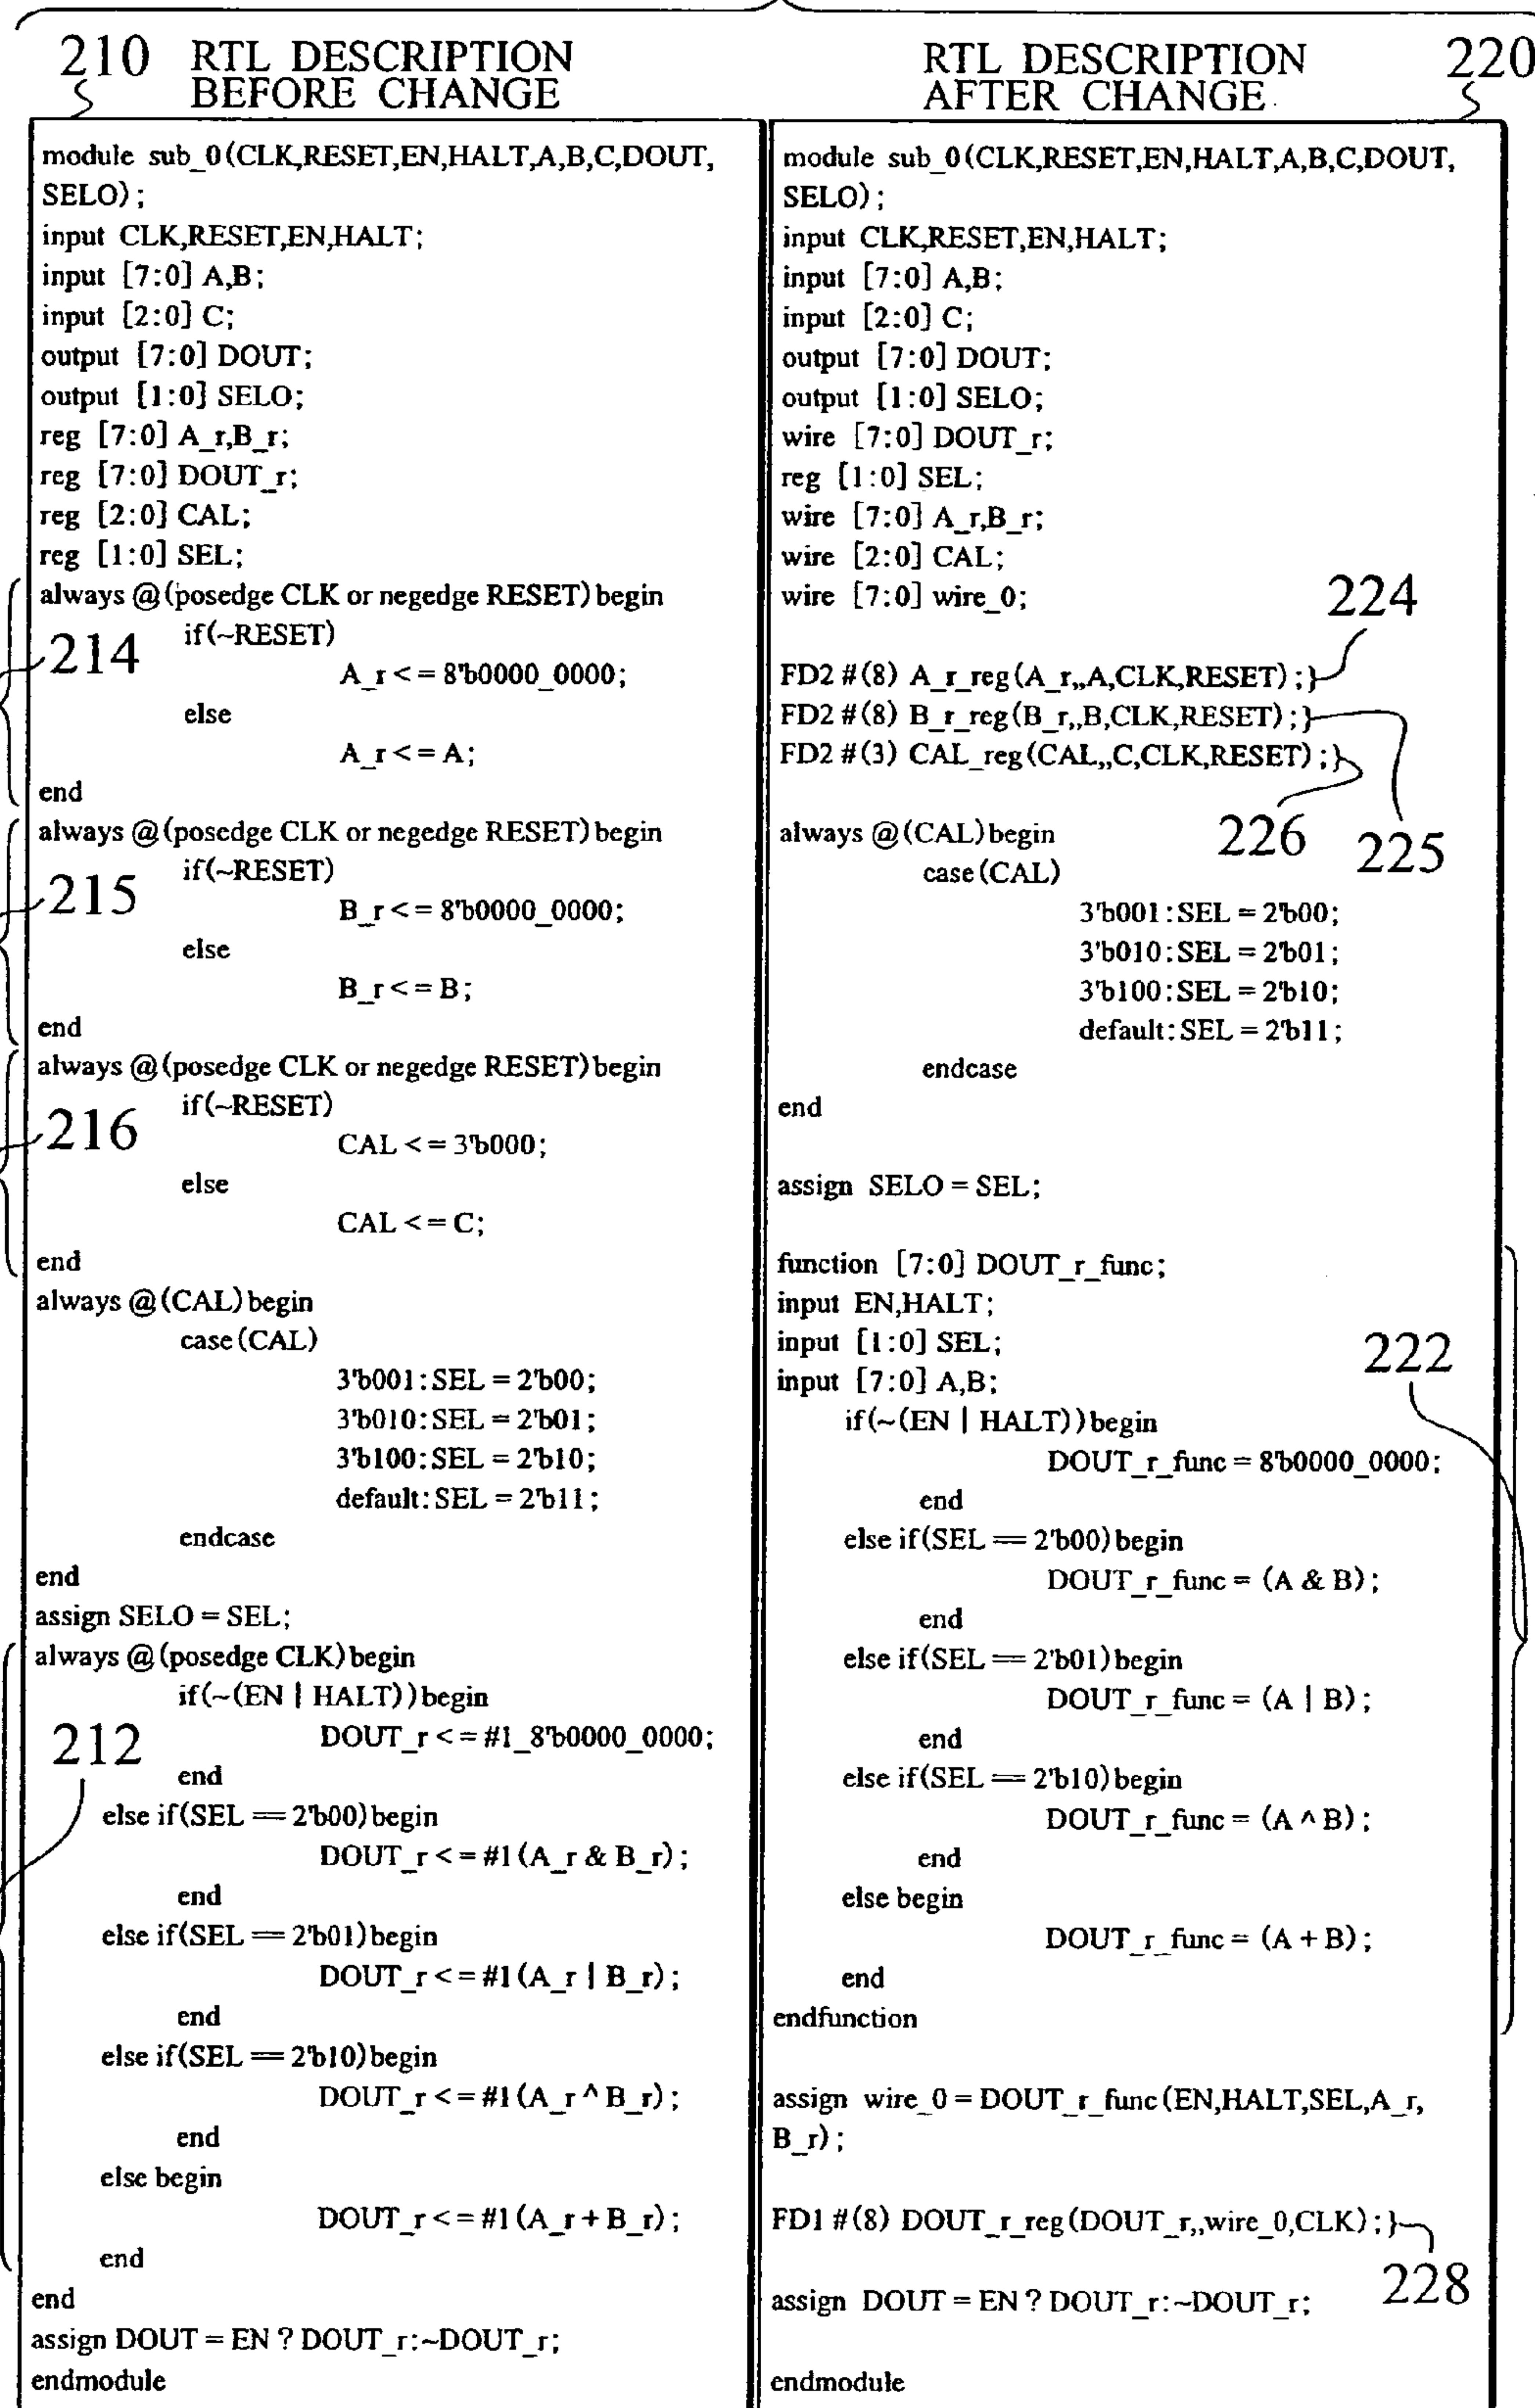 210 RTL DESCRIPTION
BEFORE CHANGE
module sub_0(CLK,RESET,EN,HALT,A,B,C,DOUT,
SELO);
input CLK,RESET,EN,HALT;
input [7:0] A,B;
input [2:0] C;
output [7:0] DOUT;
output [1:0] SELO;
reg [7:0] A_r,B_r;
reg [7:0] DOUT_r;
reg [2:0] CAL;
reg [1:0] SEL;
always @(posedge CLK or negedge RESET)begin
214 if(~RESET)
A_r<=8'b0000_0000;
else
A_r<=A;
end
always @(posedge CLK or negedge RESET)begin
215 if(~RESET)
B_r<=8'b0000_0000;
else
B_r<=B;
end
always @(posedge CLK or negedge RESET)begin
216 if(~RESET)
CAL <= 3'b000;
else
CAL <= C;
end
always @(CAL)begin
case(CAL)
3'b001:SEL = 2'b00;
3'b010:SEL = 2'b01;
3'b100:SEL = 2'b10;
default:SEL = 2'b11;
endcase
end
assign SELO = SEL;
always @(posedge CLK)begin
if(~(EN | HALT))begin
212 DOUT_r<=#1_8'b0000_0000;
end
else if(SEL == 2'b00)begin
DOUT_r<=#1(A_r & B_r);
end
else if(SEL == 2'b01)begin
DOUT_r<=#1(A_r | B_r);
end
else if(SEL == 2'b10)begin
DOUT_r<=#1(A_r ^ B_r);
end
else begin
DOUT_r<=#1(A_r+B_r);
end
end
assign DOUT = EN ? DOUT_r:~DOUT_r;
endmodule
RTL DESCRIPTION 220
AFTER CHANGE
module sub_0(CLK,RESET,EN,HALT,A,B,C,DOUT,
SELO);
input CLK,RESET,EN,HALT;
input [7:0] A,B;
input [2:0] C;
output [7:0] DOUT;
output [1:0] SELO;
wire [7:0] DOUT_r;
reg [1:0] SEL;
wire [7:0] A_r,B_r;
wire [2:0] CAL;
wire [7:0] wire_0;
224
FD2 #(8) A_r_reg(A_r,,A,CLK,RESET);}
FD2 #(8) B_r_reg(B_r,,B,CLK,RESET);}
FD2 #(3) CAL_reg(CAL,,C,CLK,RESET);}
226 225
always @(CAL)begin
case(CAL)
3'b001:SEL = 2'b00;
3'b010:SEL = 2'b01;
3'b100:SEL = 2'b10;
default:SEL = 2'b11;
endcase
end
assign SELO = SEL;
function [7:0] DOUT_r_func;
input EN,HALT;
input [1:0] SEL;
222
input [7:0] A,B;
if(~(EN | HALT))begin
DOUT_r_func = 8'b0000_0000;
end
else if(SEL == 2'b00)begin
DOUT_r_func = (A & B);
end
else if(SEL == 2'b01)begin
DOUT_r_func = (A | B);
end
else if(SEL == 2'b10)begin
DOUT_r_func = (A ^ B);
end
else begin
DOUT_r_func = (A + B);
end
endfunction
assign wire_0 = DOUT_r_func(EN,HALT,SEL,A_r,
B_r);
FD1 #(8) DOUT_r_reg(DOUT_r,,wire_0,CLK);}
228
assign DOUT = EN ? DOUT_r:~DOUT_r;
endmodule